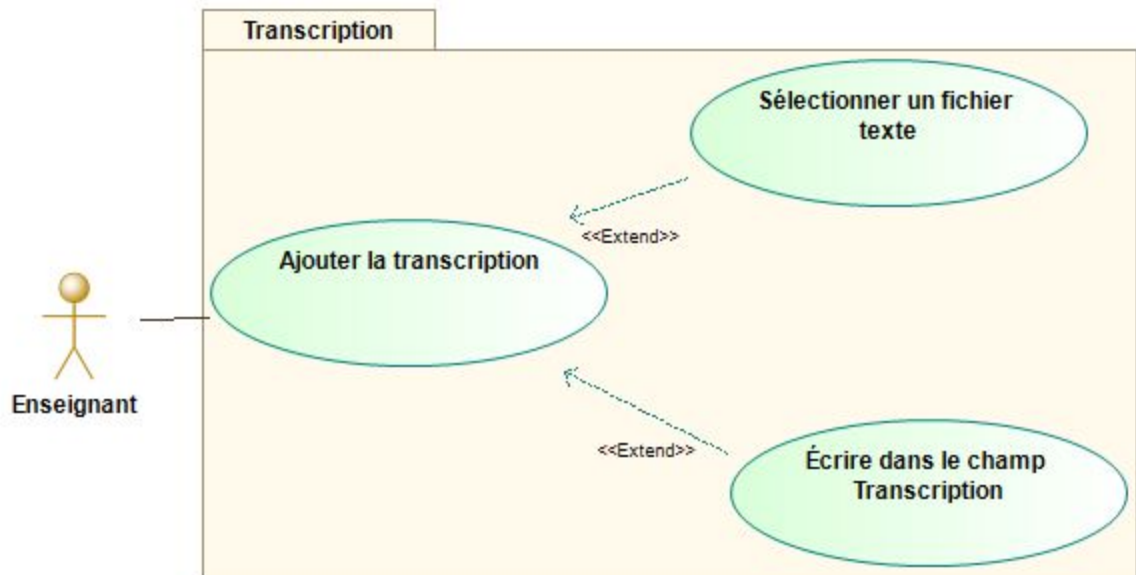 Transcription
Sélectionner un fichier
texte
<<Extend>>
Ajouter la transcription
Enseignant
<<Extend>>
Écrire dans le champ
Transcription